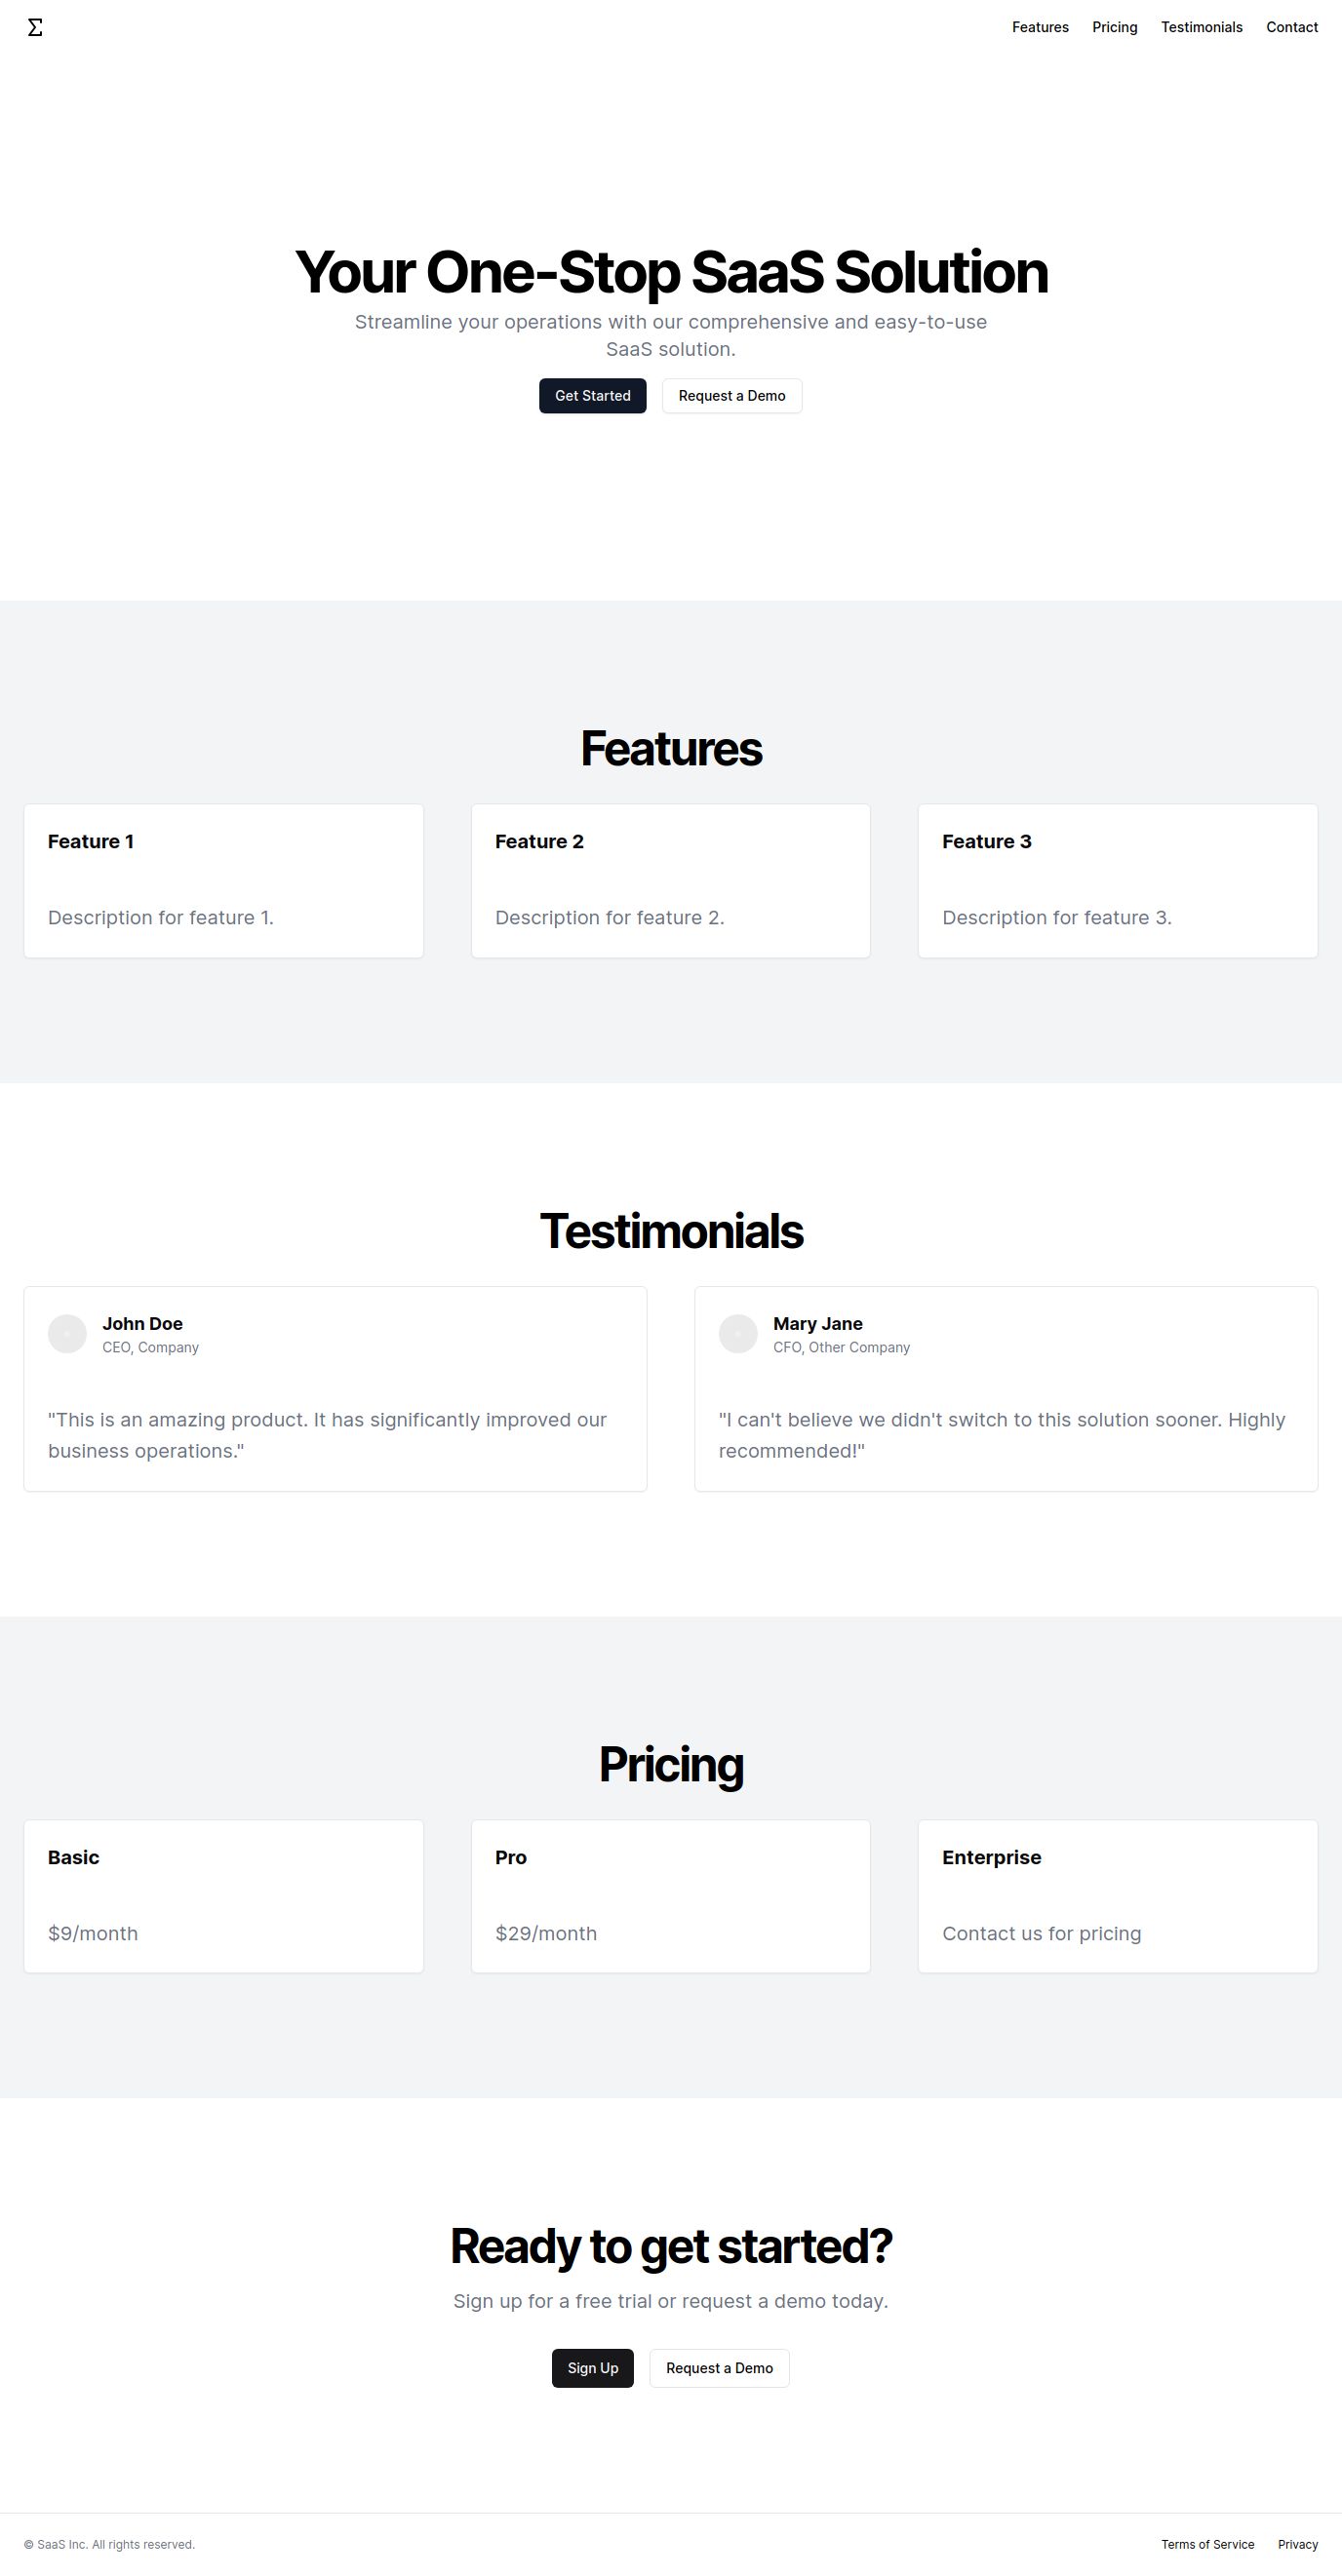 Σ
Features Pricing Testimonials Contact
Your One-Stop SaaS Solution
Streamline your operations with our comprehensive and easy-to-use
SaaS solution.
Get Started Request a Demo
Features
Feature 1
Description for feature 1.
Feature 2
Description for feature 2.
Feature 3
Description for feature 3.
Testimonials
John Doe
CEO, Company
"This is an amazing product. It has significantly improved our
business operations."
Mary Jane
CFO, Other Company
"I can't believe we didn't switch to this solution sooner. Highly
recommended!"
Pricing
Basic
$9/month
Pro
$29/month
Enterprise
Contact us for pricing
Ready to get started?
Sign up for a free trial or request a demo today.
Sign Up Request a Demo
© SaaS Inc. All rights reserved.
Terms of Service Privacy